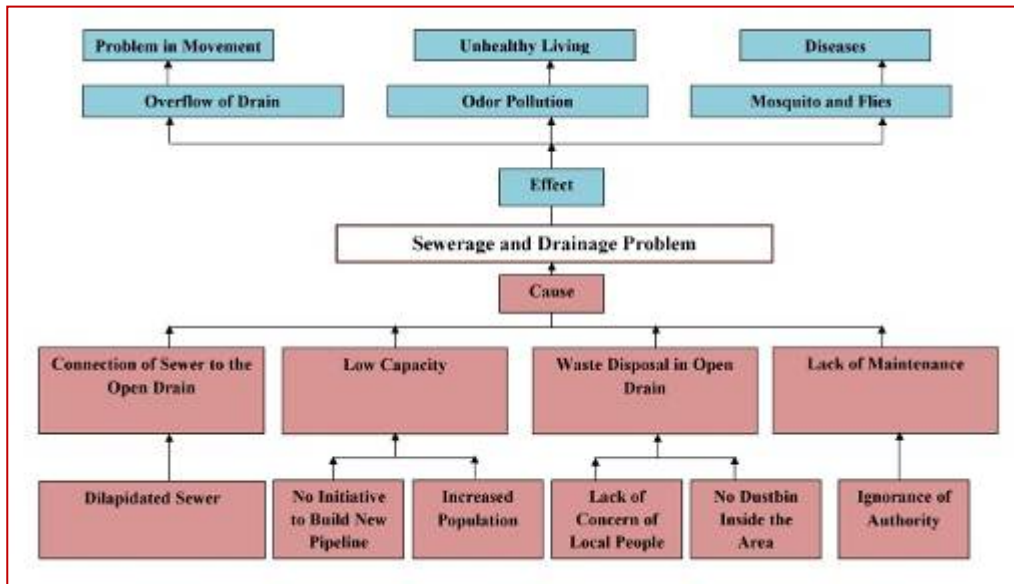 Problem in Movement
Unhealthy Living
Diseases
Overflow of Drain
Odor Pollution
Mosquito and Flies
Effect
Sewerage and Drainage Problem
Cause
Connection of Sewer to the
Open Drain
Low Capacity
Waste Disposal in Open
Drain
Lack of Maintenance
Dilapidated Sewer
No Initiative
to Build New
Pipeline
Increased
Population
Lack of
Concern of
Local People
No Dustbin
Inside the
Area
Ignorance of
Authority